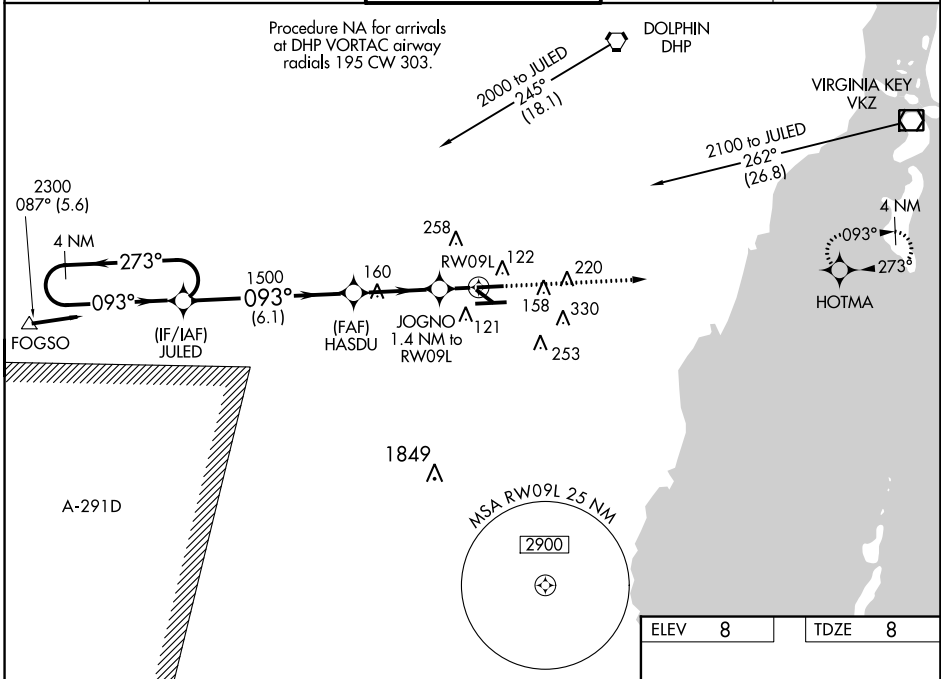 Procedure NA for arrivals
at DHP VORTAC airway
radials 195 CW 303.
DOLPHIN
DHP
2000 to JULED
245°
(18.1)
VIRGINIA KEY
VKZ
2100 to JULED
262°
(26.8)
2300
087° (5.6)
4 NM
273°
093°
FOGSO
(IF/IAF)
JULED
1500
093°
(6.1)
160
(FAF)
HASDU
258
RW09L
122
JOGNO
1.4 NM to
RW09L
121
158
220
330
253
4 NM
093°
273°
HOTMA
1849
A-291D
MSA RW09L 25 NM
2900
ELEV 8
TDZE 8